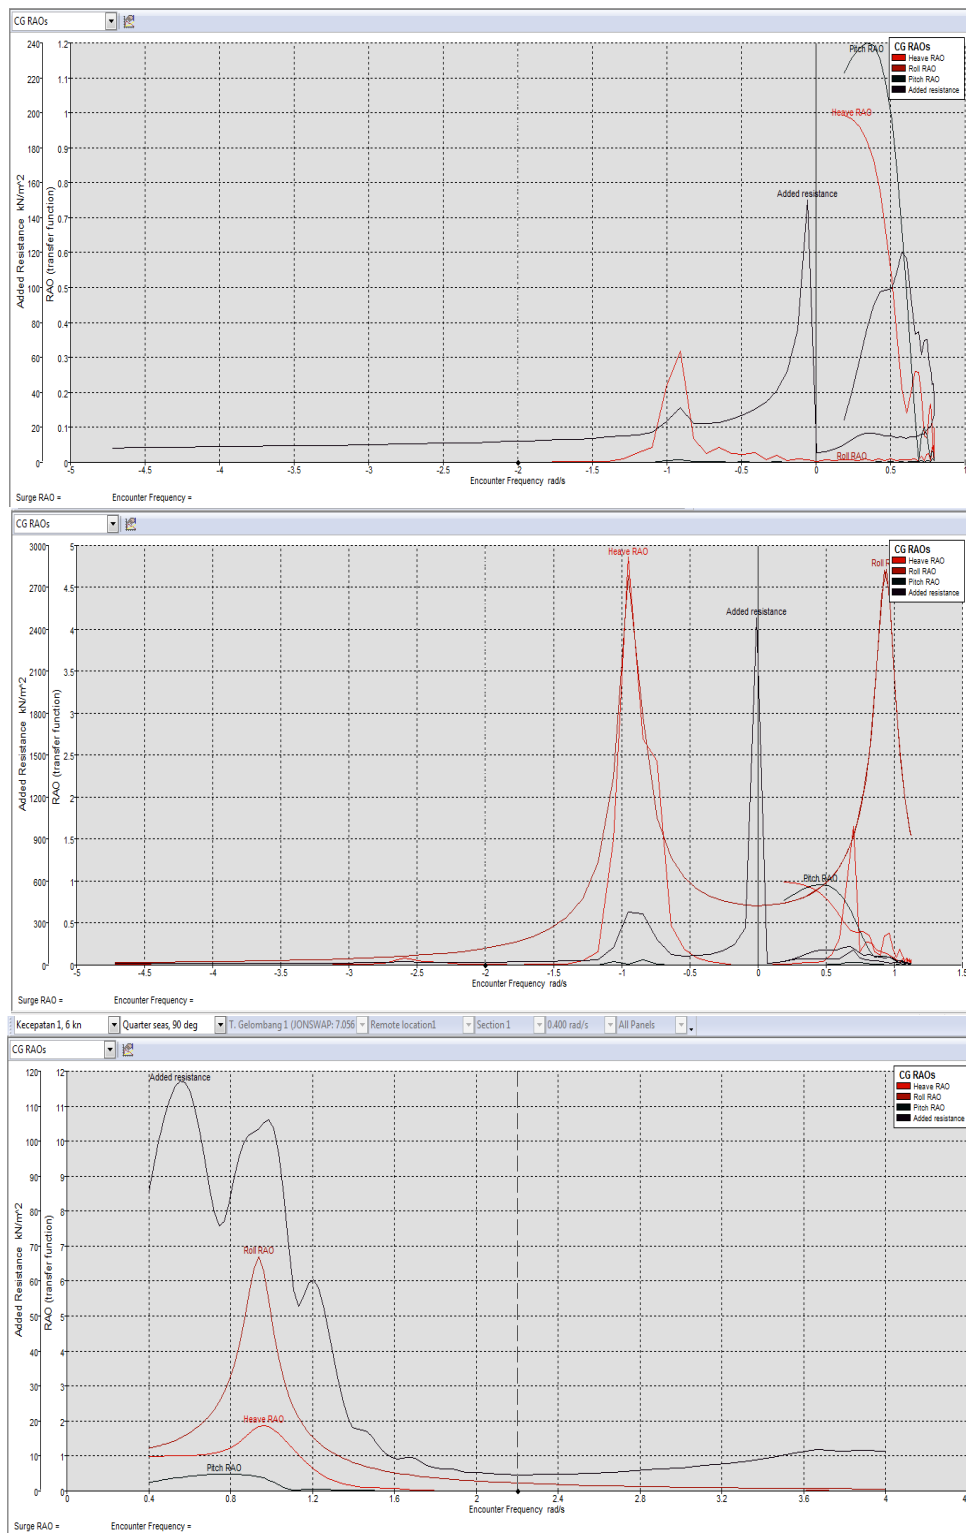 CG RAOs
CG RAOs
Heave RAO
Roll RAO
Pitch RAO
Added resistance
240 220 200 180 160 140 120 100 80 60 40 20 0
Added Resistance kN/m^2
1.2 1.1 1 0.9 0.8 0.7 0.6 0.5 0.4 0.3 0.2 0.1 0
RAO (transfer function)
Pitch RAO
Heave RAO
Added resistance
Roll RAO
-5 -4.5 -4 -3.5 -3 -2.5 -2 -1.5 -1 -0.5 0 0.5 1
Encounter Frequency rad/s
Surge RAO = Encounter Frequency =
CG RAOs
CG RAOs
Heave RAO
Roll RAO
Pitch RAO
Added resistance
3000 2700 2400 2100 1800 1500 1200 900 600 300 0
Added Resistance kN/m^2
5 4.5 4 3.5 3 2.5 2 1.5 1 0.5 0
RAO (transfer function)
Heave RAO
Roll R
Added resistance
Pitch RAO
-5 -4.5 -4 -3.5 -3 -2.5 -2 -1.5 -1 -0.5 0 0.5 1 1.5
Encounter Frequency rad/s
Surge RAO = Encounter Frequency =
Kecepatan 1, 6 kn Quarter seas, 90 deg T. Gelombang 1 (JONSWAP: 7.056 Remote location1 Section 1 0.400 rad/s All Panels
CG RAOs
CG RAOs
Heave RAO
Roll RAO
Pitch RAO
Added resistance
120 110 100 90 80 70 60 50 40 30 20 10 0
Added Resistance kN/m^2
12 11 10 9 8 7 6 5 4 3 2 1 0
RAO (transfer function)
Added resistance
Roll RAO
Heave RAO
Pitch RAO
0 0.4 0.8 1.2 1.6 2 2.4 2.8 3.2 3.6 4
Encounter Frequency rad/s
Surge RAO = Encounter Frequency =